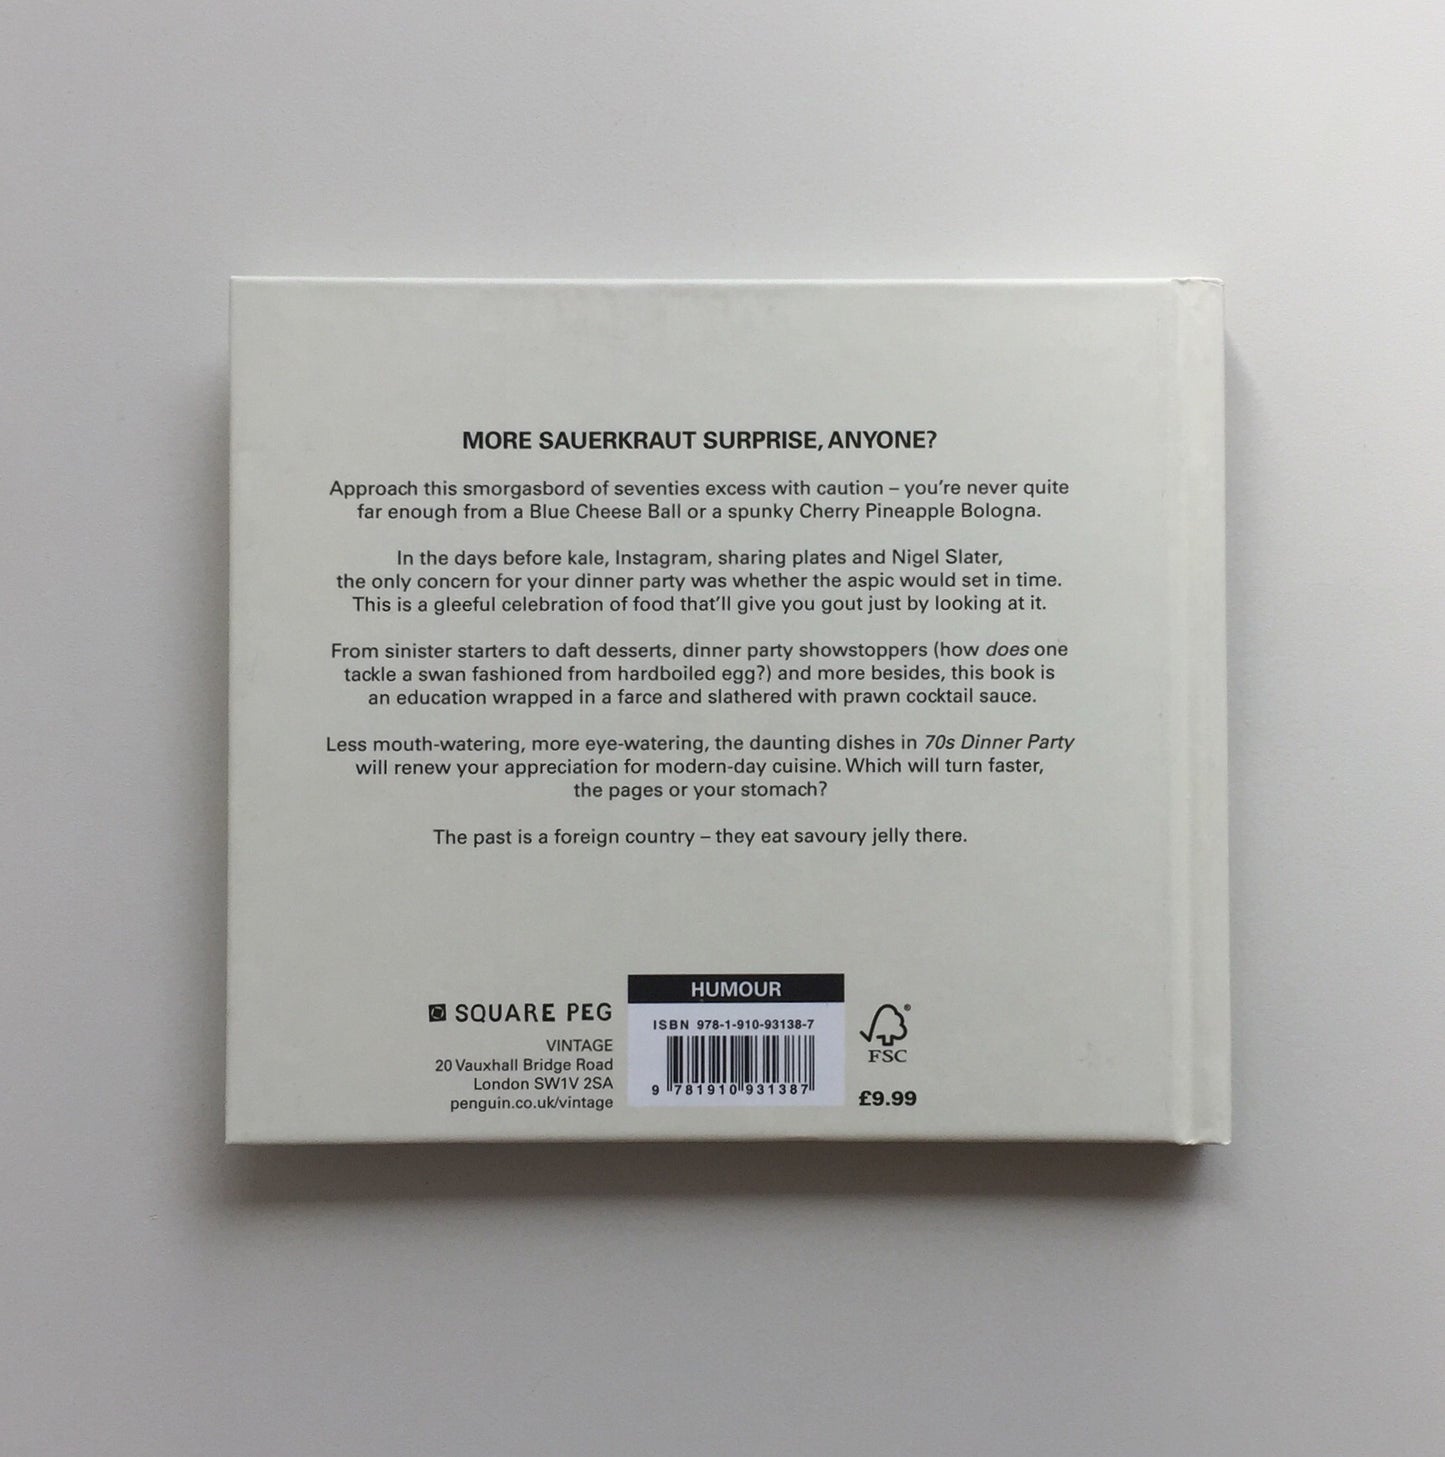 MORE SAUERKRAUT SURPRISE, ANYONE?
Approach this smorgasbord of seventies excess with caution – you're never quite
far enough from a Blue Cheese Ball or a spunky Cherry Pineapple Bologna.
In the days before kale, Instagram, sharing plates and Nigel Slater,
the only concern for your dinner party was whether the aspic would set in time.
This is a gleeful celebration of food that'll give you gout just by looking at it.
From sinister starters to daft desserts, dinner party showstoppers (how does one
tackle a swan fashioned from hardboiled egg?) and more besides, this book is
an education wrapped in a farce and slathered with prawn cocktail sauce.
Less mouth-watering, more eye-watering, the daunting dishes in 70s Dinner Party
will renew your appreciation for modern-day cuisine. Which will turn faster,
the pages or your stomach?
The past is a foreign country – they eat savoury jelly there.
SQUARE PEG
VINTAGE
20 Vauxhall Bridge Road
London SW1V 2SA
penguin.co.uk/vintage
HUMOUR
ISBN 978-1-910-93138-7
9 781910 931387
®
FSC
£9.99